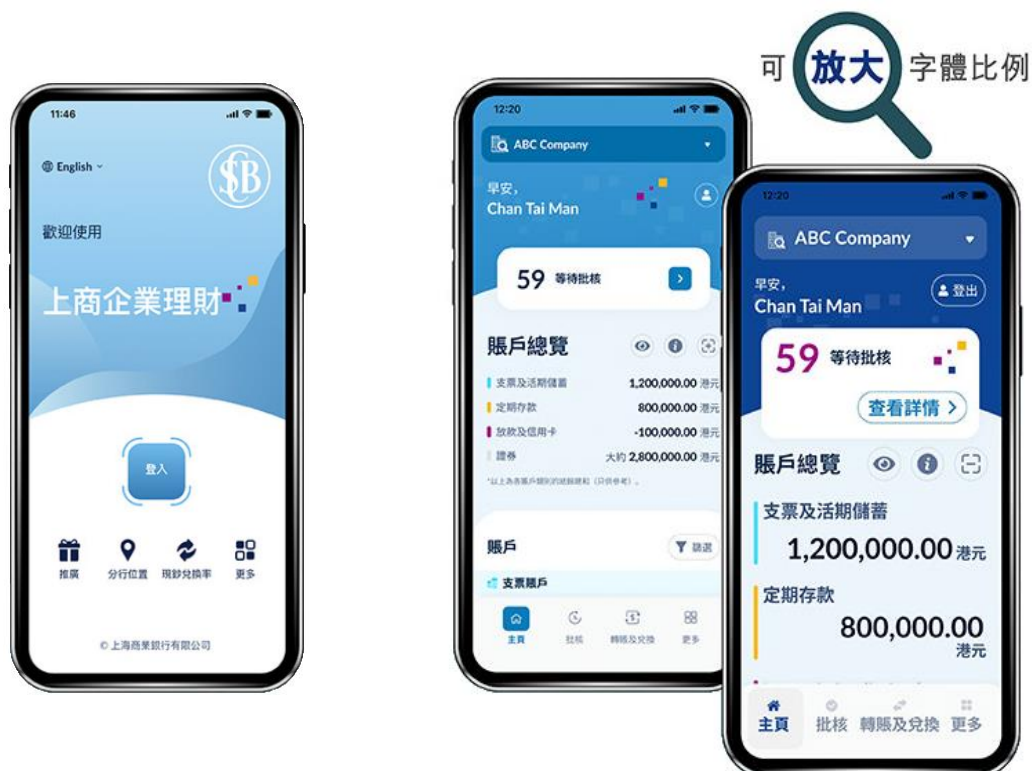 可 放大 字體比例
11:46
English
SCB
歡迎使用
上商企業理財
登入
推廣
分行位置
現鈔兌換率
更多
© 上海商業銀行有限公司
12:20
ABC Company
早安，
Chan Tai Man
59 等待批核
賬戶總覽
支票及活期儲蓄 1,200,000.00 港元
定期存款 800,000.00 港元
放款及信用卡 -100,000.00 港元
證券 大約 2,800,000.00 港元
賬戶
篩選
支票賬戶
主頁
批核
轉賬及兌換
更多
12:20
ABC Company
早安，
Chan Tai Man
登出
59 等待批核
查看詳情
賬戶總覽
支票及活期儲蓄
1,200,000.00 港元
定期存款
800,000.00
港元
主頁
批核
轉賬及兌換
更多